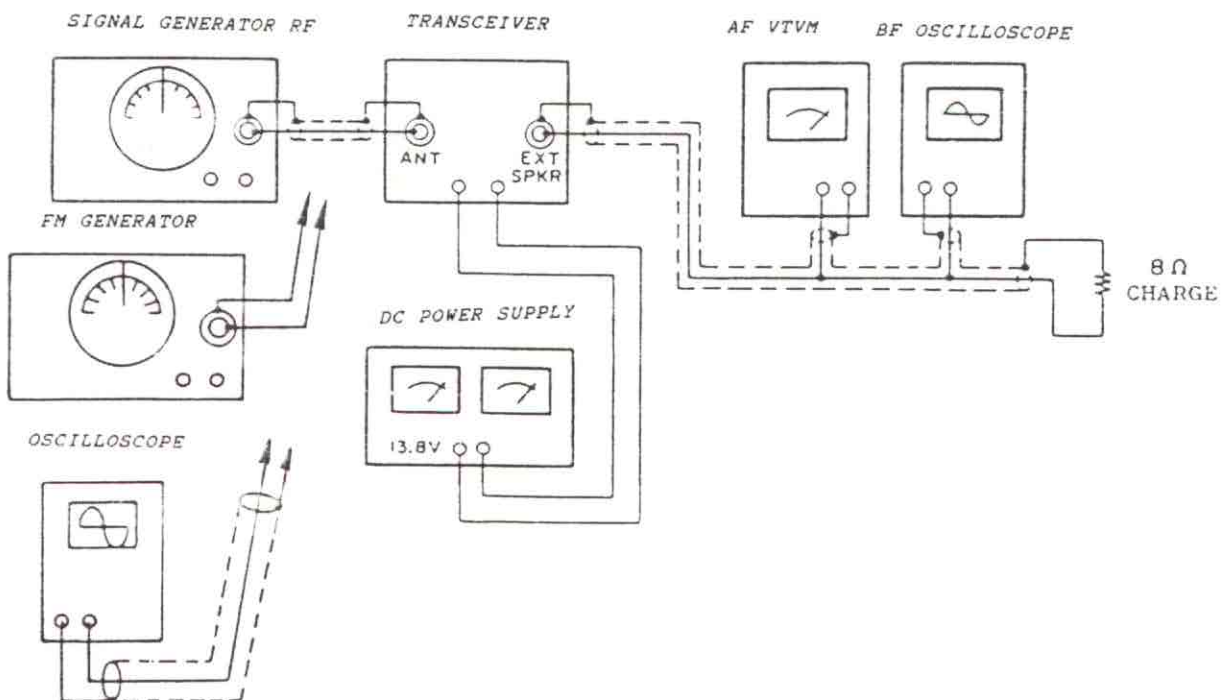 SIGNAL GENERATOR RF
TRANSCEIVER
AF VTVM
BF OSCILLOSCOPE
ANT
EXT
SPKR
FM GENERATOR
8Ω
CHARGE
DC POWER SUPPLY
13.8V
OSCILLOSCOPE